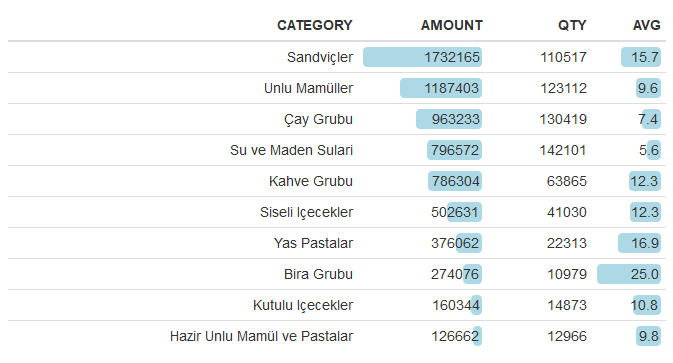 CATEGORY AMOUNT QTY AVG
Sandviçler 1732165 110517 15.7
Unlu Mamüller 1187403 123112 9.6
Çay Grubu 963233 130419 7.4
Su ve Maden Sulari 796572 142101 5.6
Kahve Grubu 786304 63865 12.3
Siseli Içecekler 502631 41030 12.3
Yas Pastalar 376062 22313 16.9
Bira Grubu 274076 10979 25.0
Kutulu Içecekler 160344 14873 10.8
Hazir Unlu Mamül ve Pastalar 126662 12966 9.8